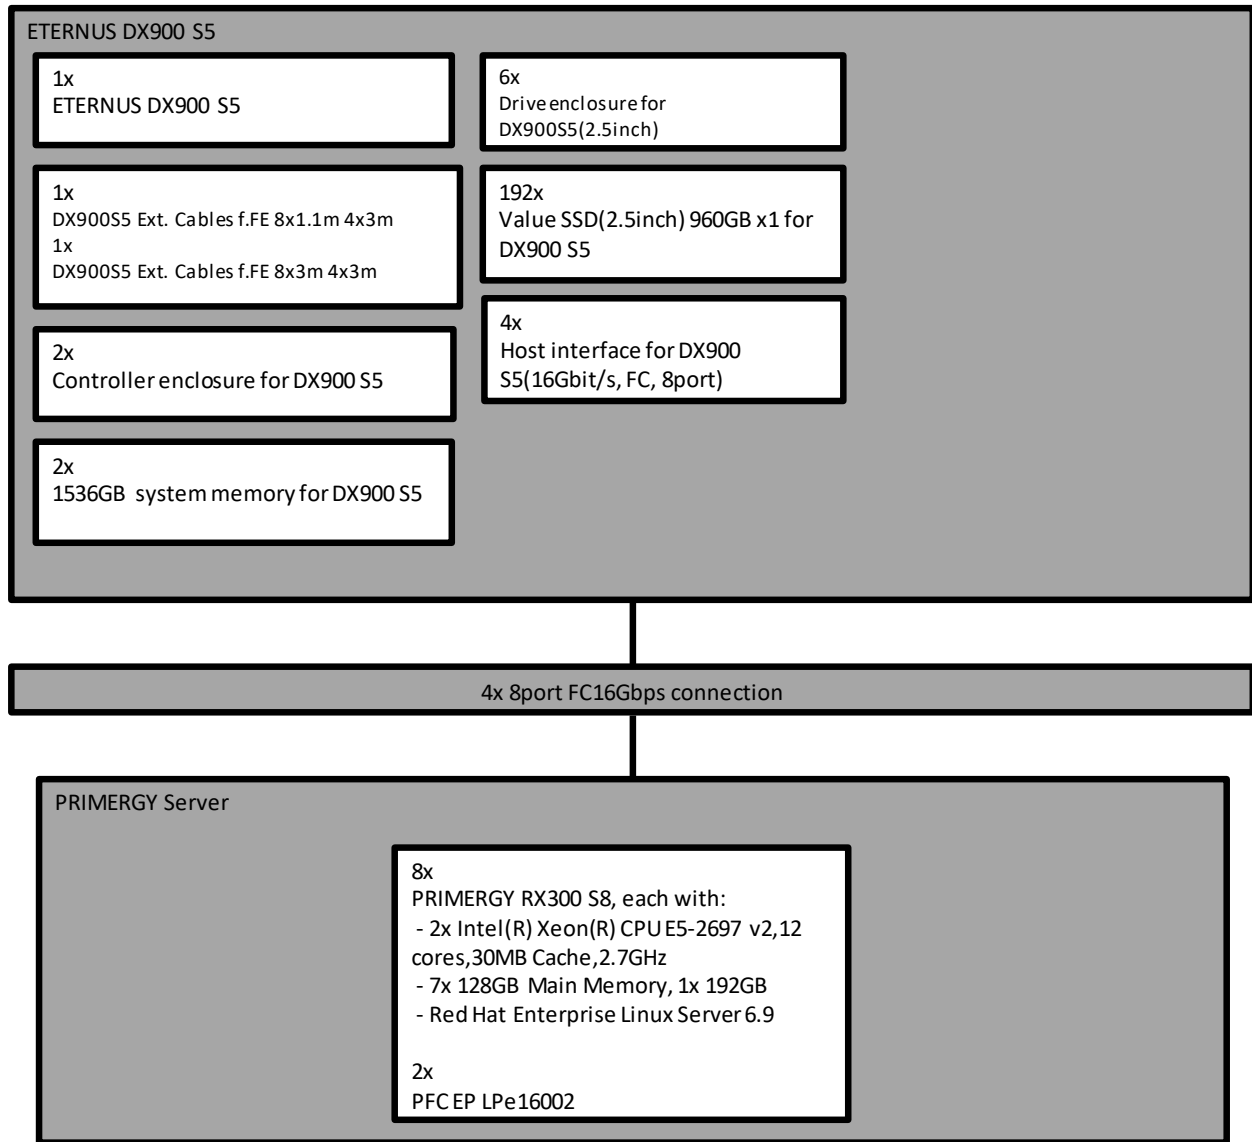 ETERNUS DX900 S5
1x
ETERNUS DX900 S5
1x
DX900S5 Ext. Cables f.FE 8x1.1m 4x3m
1x
DX900S5 Ext. Cables f.FE 8x3m 4x3m
2x
Controller enclosure for DX900 S5
2x
1536GB system memory for DX900 S5
6x
Drive enclosure for
DX900S5(2.5inch)
192x
Value SSD(2.5inch) 960GB x1 for
DX900 S5
4x
Host interface for DX900
S5(16Gbit/s, FC, 8port)
4x 8port FC16Gbps connection
PRIMERGY Server
8x
PRIMERGY RX300 S8, each with:
- 2x Intel(R) Xeon(R) CPU E5-2697 v2,12
cores,30MB Cache,2.7GHz
- 7x 128GB Main Memory, 1x 192GB
- Red Hat Enterprise Linux Server 6.9
2x
PFC EP LPe16002